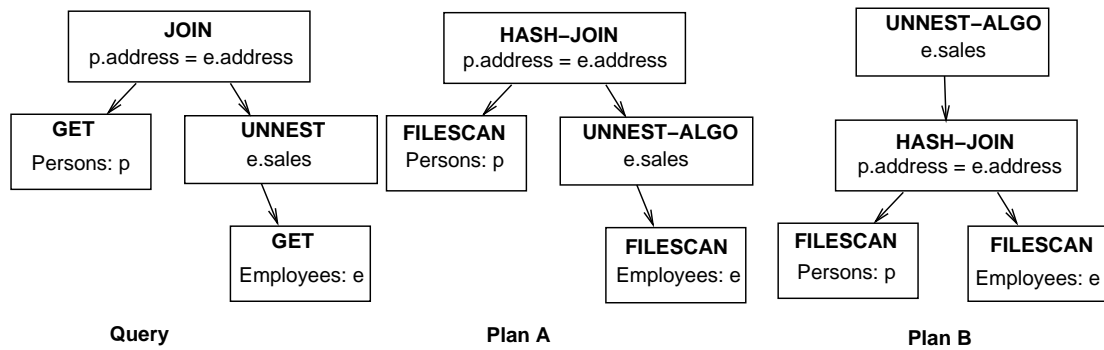 JOIN
p.address = e.address
GET
Persons: p
UNNEST
e.sales
GET
Employees: e
Query
HASH−JOIN
p.address = e.address
FILESCAN
Persons: p
UNNEST−ALGO
e.sales
FILESCAN
Employees: e
Plan A
UNNEST−ALGO
e.sales
HASH−JOIN
p.address = e.address
FILESCAN
Persons: p
FILESCAN
Employees: e
Plan B